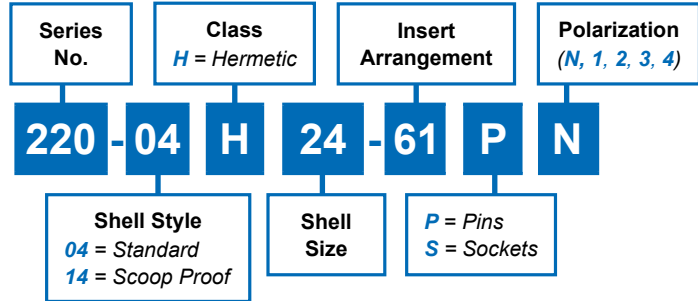 Series
No.
Class
H = Hermetic
Insert
Arrangement
Polarization
(N, 1, 2, 3, 4)
220-04 H 24-61 P N
Shell Style
04 = Standard
14 = Scoop Proof
Shell
Size
P = Pins
S = Sockets